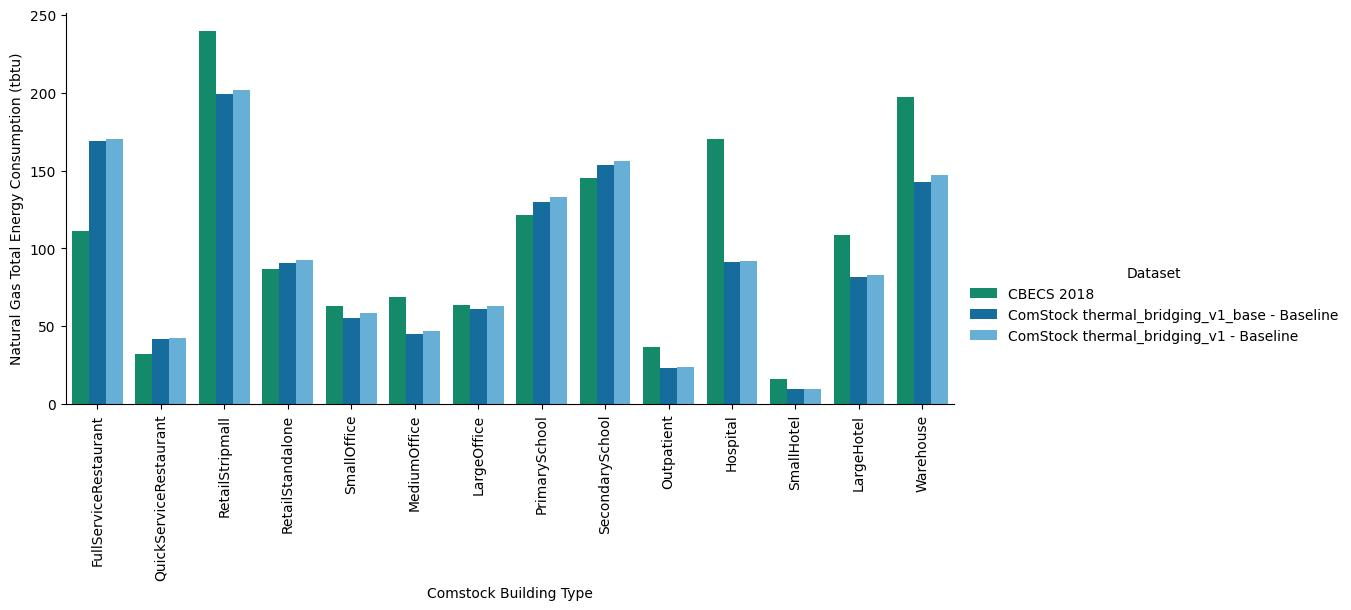 Natural Gas Total Energy Consumption (tbtu)
250
200
150
100
50
0
FullServiceRestaurant
QuickServiceRestaurant
RetailStripmall
RetailStandalone
SmallOffice
MediumOffice
LargeOffice
PrimarySchool
SecondarySchool
Outpatient
Hospital
SmallHotel
LargeHotel
Warehouse
Comstock Building Type
Dataset
CBECS 2018
ComStock thermal_bridging_v1_base - Baseline
ComStock thermal_bridging_v1 - Baseline